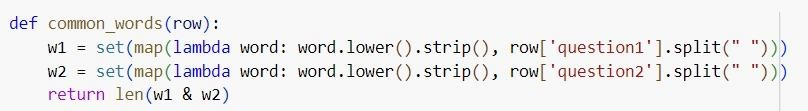 def common_words(row):
    w1 = set(map(lambda word: word.lower().strip(), row['question1'].split(" ")))
    w2 = set(map(lambda word: word.lower().strip(), row['question2'].split(" ")))
    return len(w1 & w2)